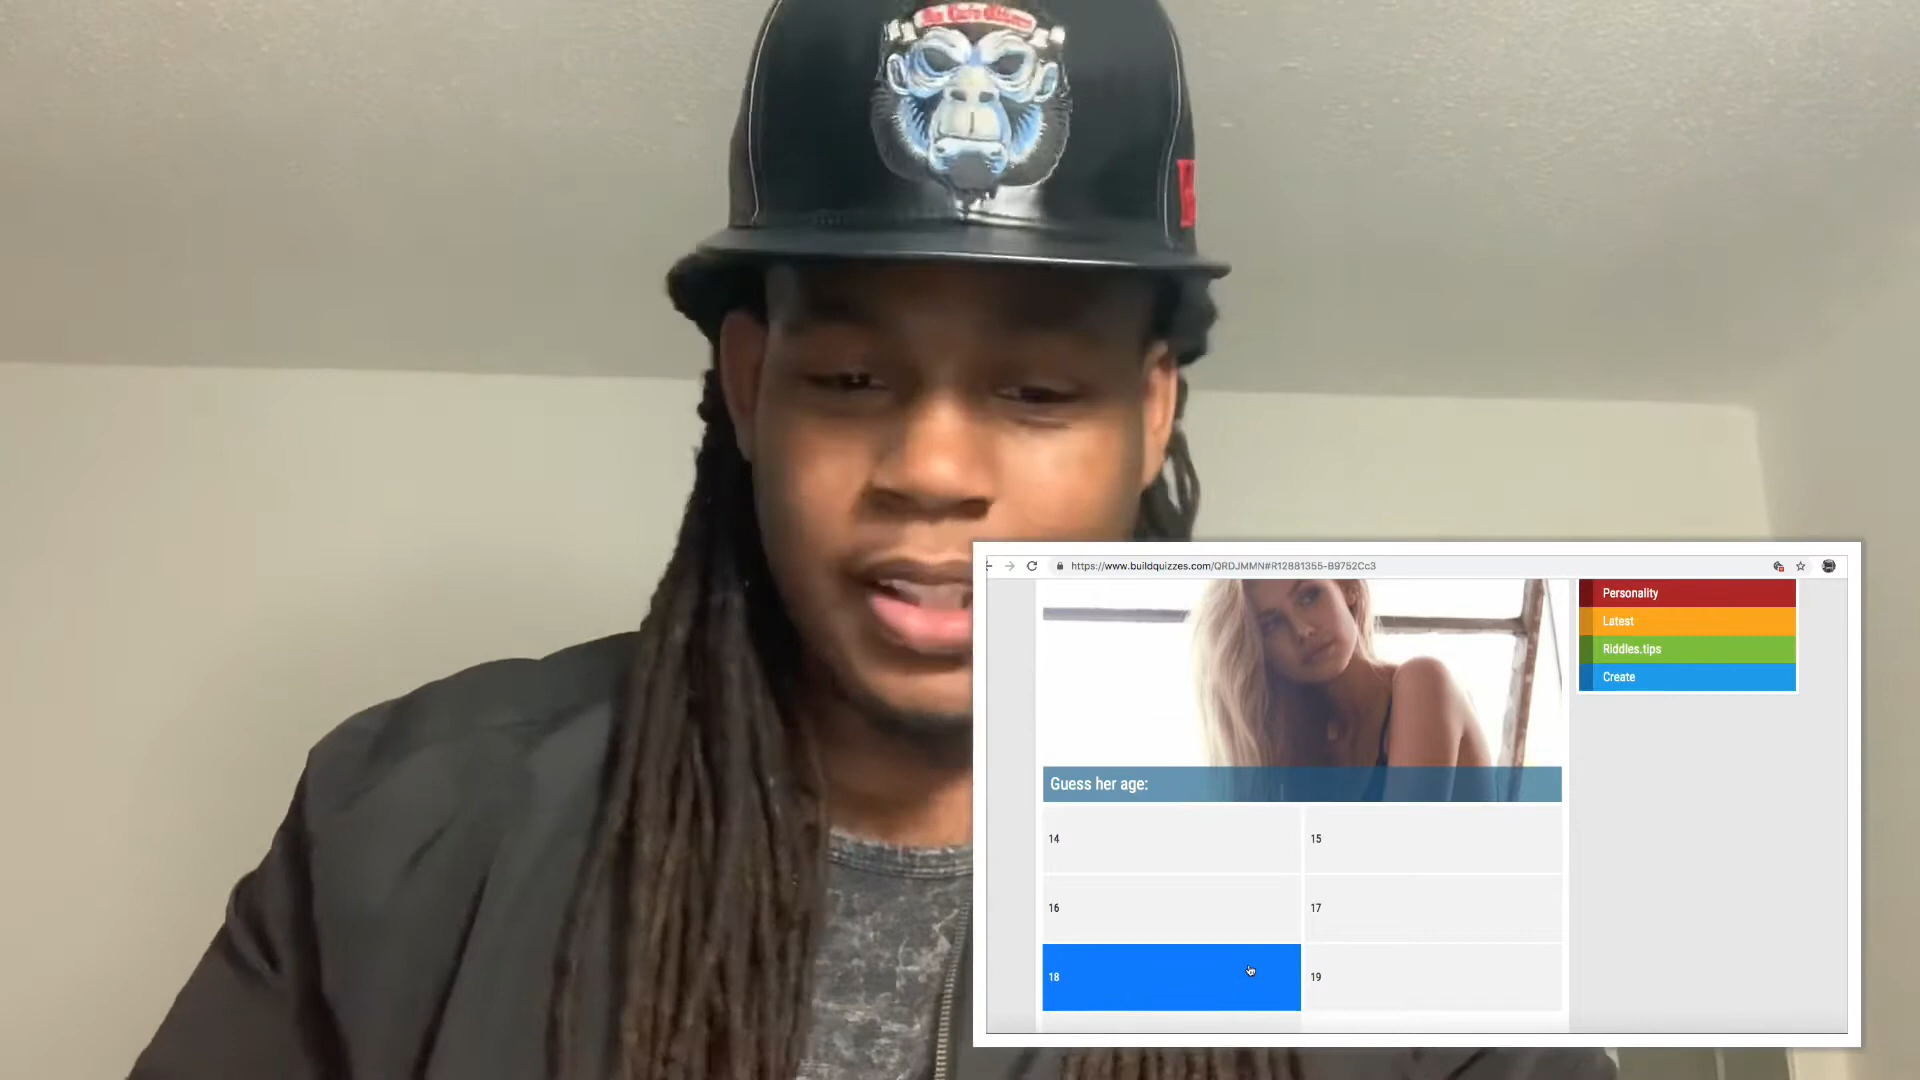 https://www.buildquizzes.com/QRDJMMN#R12881355-B9752Cc3
Personality
Latest
Riddles.tips
Create
Guess her age:
14
15
16
17
18
19